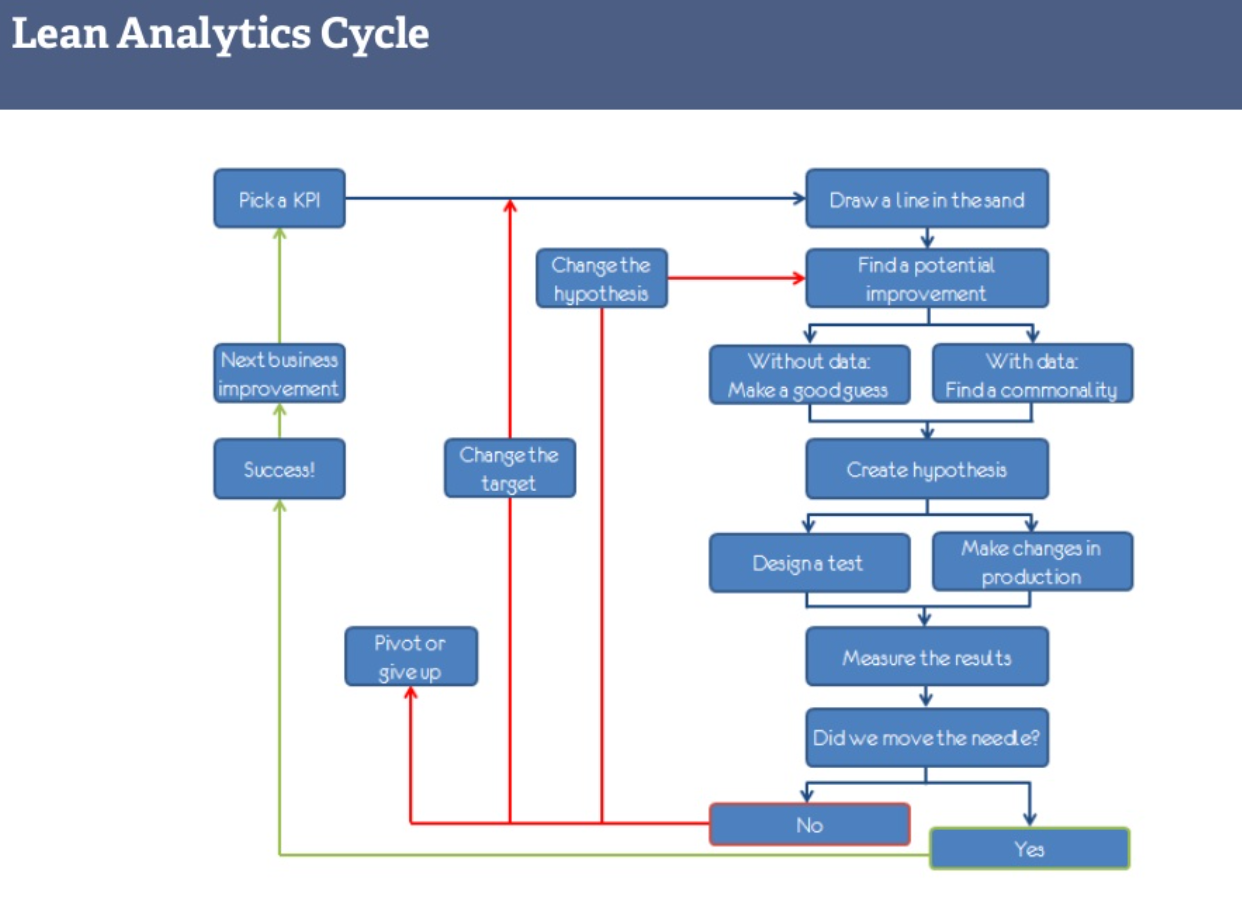 Lean Analytics Cycle
Pick a KPI
Draw a line in the sand
Change the
hypothesis
Find a potential
improvement
Next business
improvement
Without data:
Make a good guess
With data:
Find a commonality
Success!
Change the
target
Create hypothesis
Design a test
Make changes in
production
Pivot or
give up
Measure the results
Did we move the needle?
No
Yes